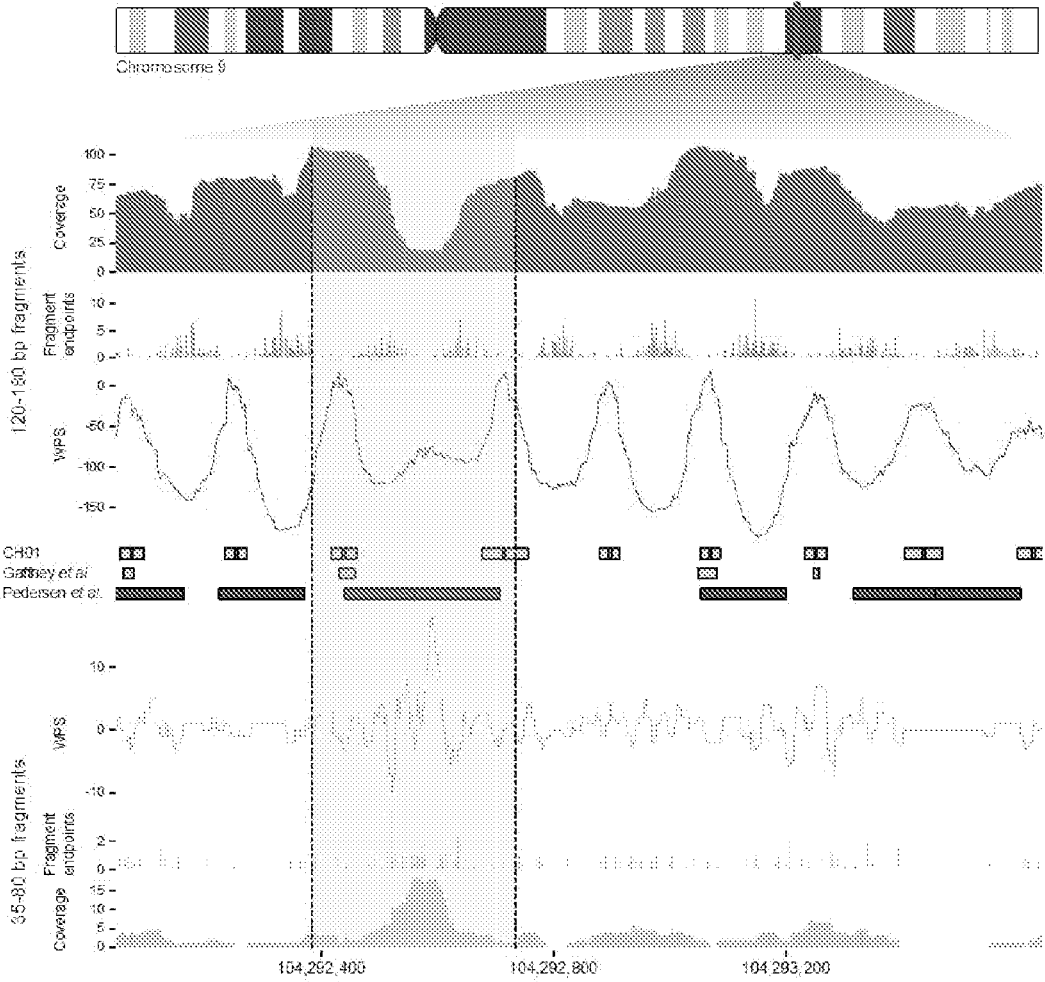 Chromosome 9
120-180 bp fragments
Coverage
100
75
50
25
0
Fragment
endpoints
10
5
0
WPS
0
-50
-100
-150
CH01
Gaffney et al
Pedersen et al.
35-80 bp fragments
WPS
10
0
-10
Fragment
endpoints
2
0
Coverage
15
10
5
0
104,292,400
104,292,800
104,293,200